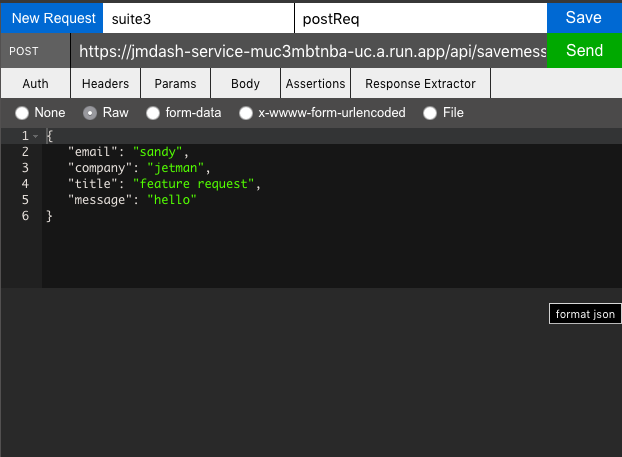 New Request suite3 postReq Save
POST https://jmdash-service-muc3mbtnba-uc.a.run.app/api/savemess Send
Auth Headers Params Body Assertions Response Extractor
None Raw form-data x-wwww-form-urlencoded File
1 {
2 "email": "sandy",
3 "company": "jetman",
4 "title": "feature request",
5 "message": "hello"
6 }
format json